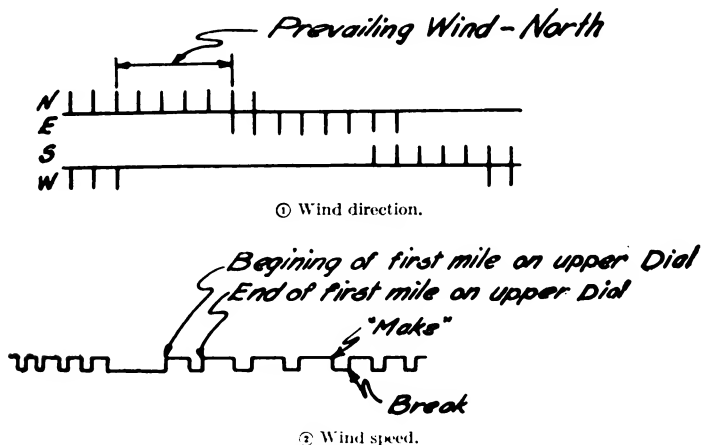 Prevailing Wind - North
N
E
S
W
① Wind direction.
Begining of first mile on upper Dial
End of first mile on upper Dial
"Make"
Break
② Wind speed.